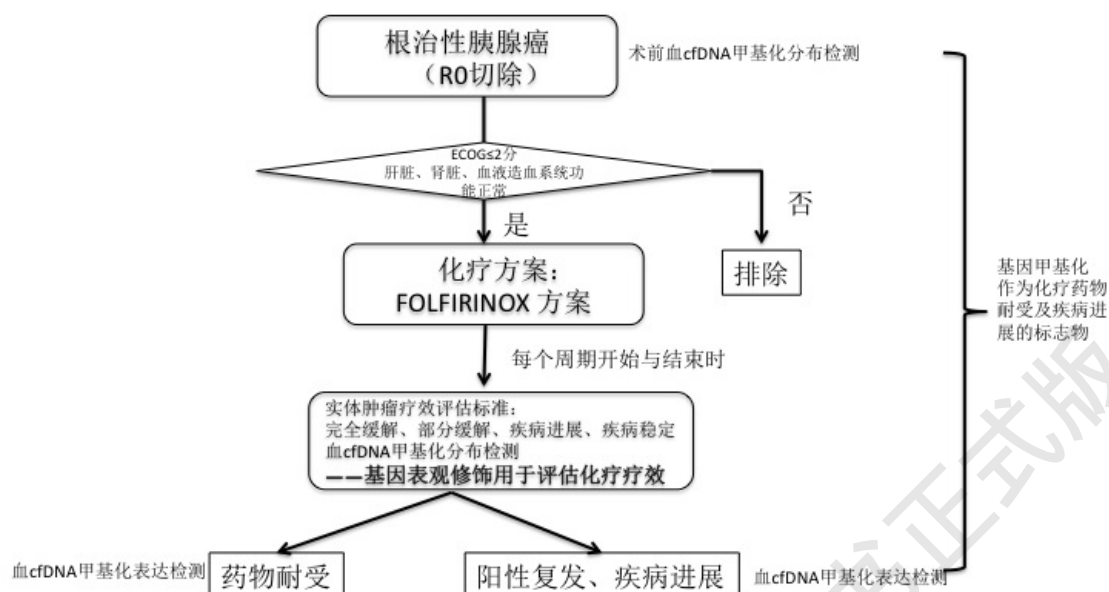 根治性胰腺癌
（R0切除）
术前血cfDNA甲基化分布检测
ECOG≤2分
肝脏、肾脏、血液造血系统功
能正常
是
否
化疗方案：
FOLFIRINOX 方案
排除
基因甲基化
作为化疗药物
耐受及疾病进
展的标志物
每个周期开始与结束时
实体肿瘤疗效评估标准：
完全缓解、部分缓解、疾病进展、疾病稳定
血cfDNA甲基化分布检测
——基因表观修饰用于评估化疗疗效
血cfDNA甲基化表达检测
药物耐受
阳性复发、疾病进展
血cfDNA甲基化表达检测
正式版